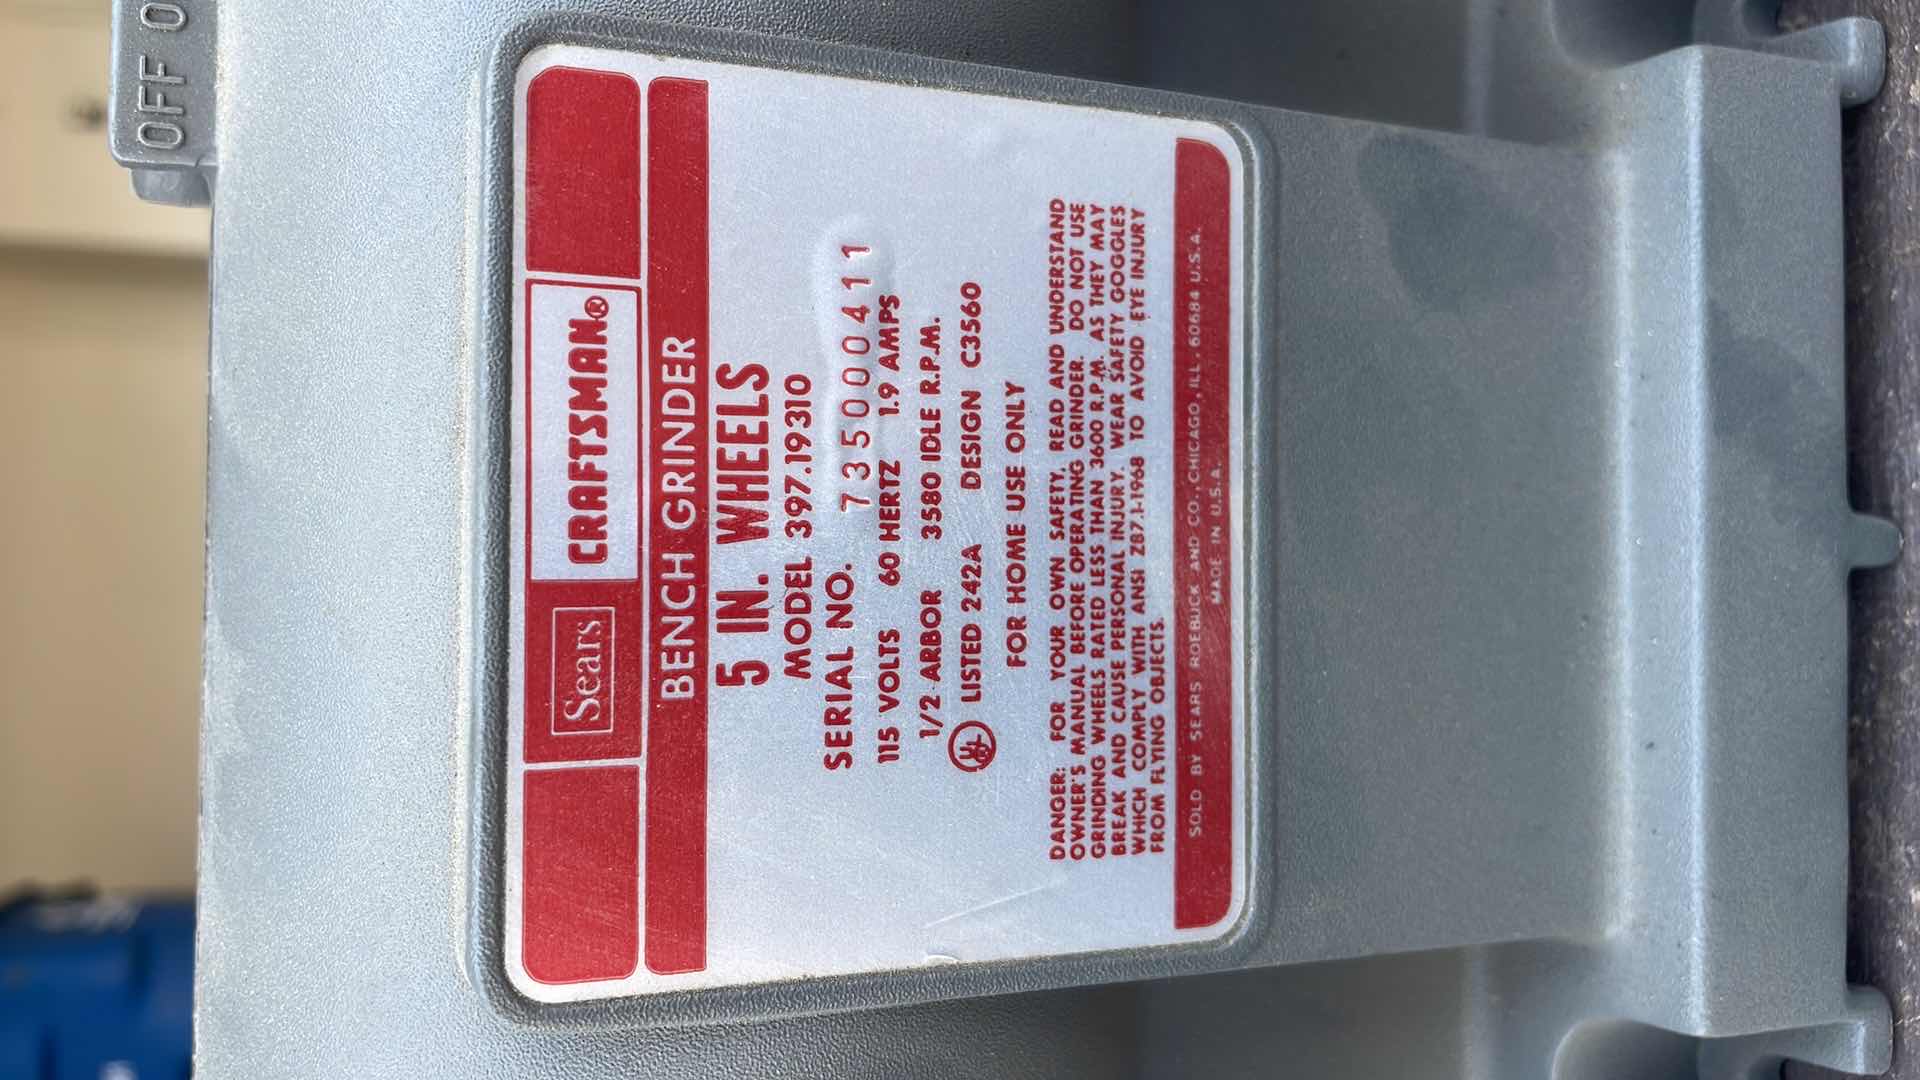 OFF O
Sears CRAFTSMAN®
BENCH GRINDER
5 IN. WHEELS
MODEL 397.19310
SERIAL NO. 735000411
115 VOLTS 60 HERTZ 1.9 AMPS
1/2 ARBOR 3580 IDLE R.P.M.
UL LISTED 242A DESIGN C3560
FOR HOME USE ONLY
DANGER: FOR YOUR OWN SAFETY, READ AND UNDERSTAND
OWNER'S MANUAL BEFORE OPERATING GRINDER. DO NOT USE
GRINDING WHEELS RATED LESS THAN 3600 R.P.M. AS THEY MAY
BREAK AND CAUSE PERSONAL INJURY. WEAR SAFETY GOGGLES
WHICH COMPLY WITH ANSI Z87.1-1968 TO AVOID EYE INJURY
FROM FLYING OBJECTS.
SOLD BY SEARS ROEBUCK AND CO., CHICAGO, ILL. 60684 U.S.A.
MADE IN U.S.A.